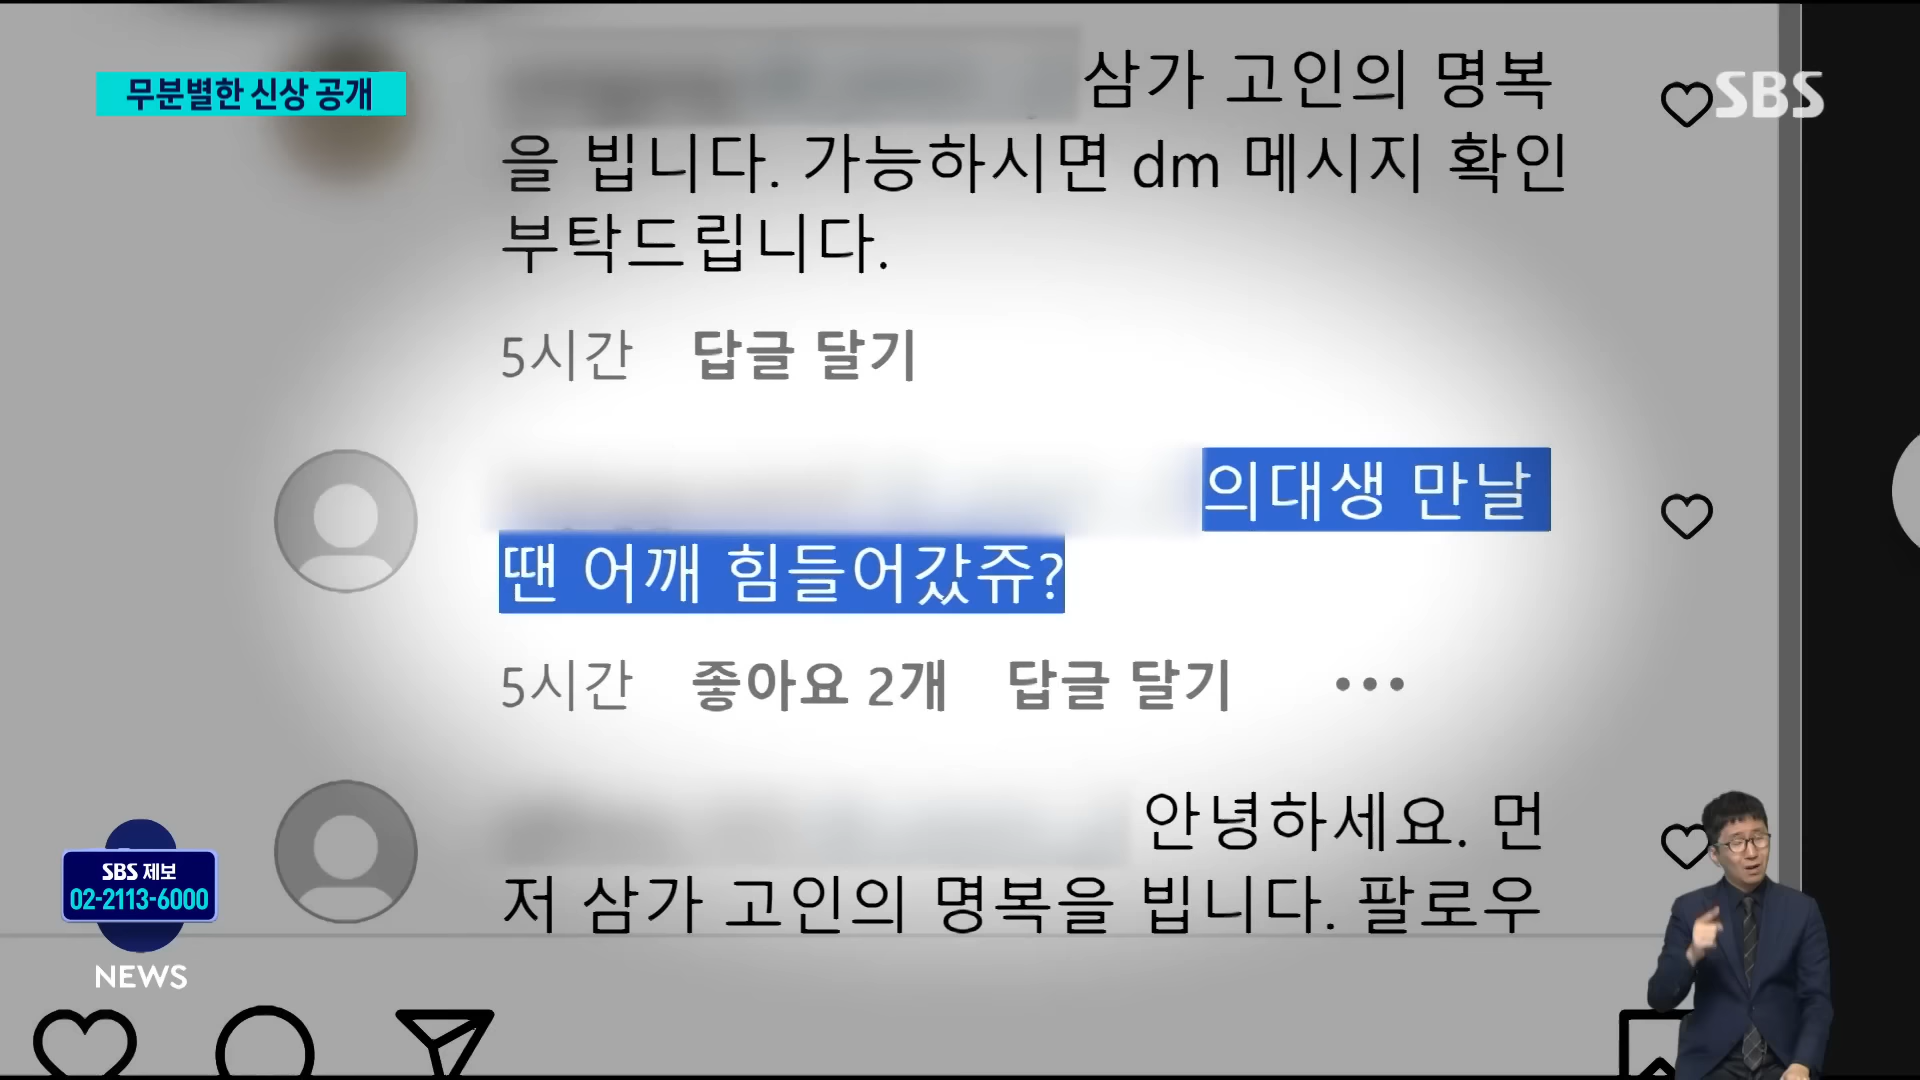 무분별한 신상 공개
SBS
삼가 고인의 명복
을 빕니다. 가능하시면 dm 메시지 확인
부탁드립니다.
5시간 답글 달기
의대생 만날
땐 어깨 힘들어갔쥬?
5시간 좋아요 2개 답글 달기 •••
안녕하세요. 먼
저 삼가 고인의 명복을 빕니다. 팔로우
SBS 제보
02-2113-6000
NEWS